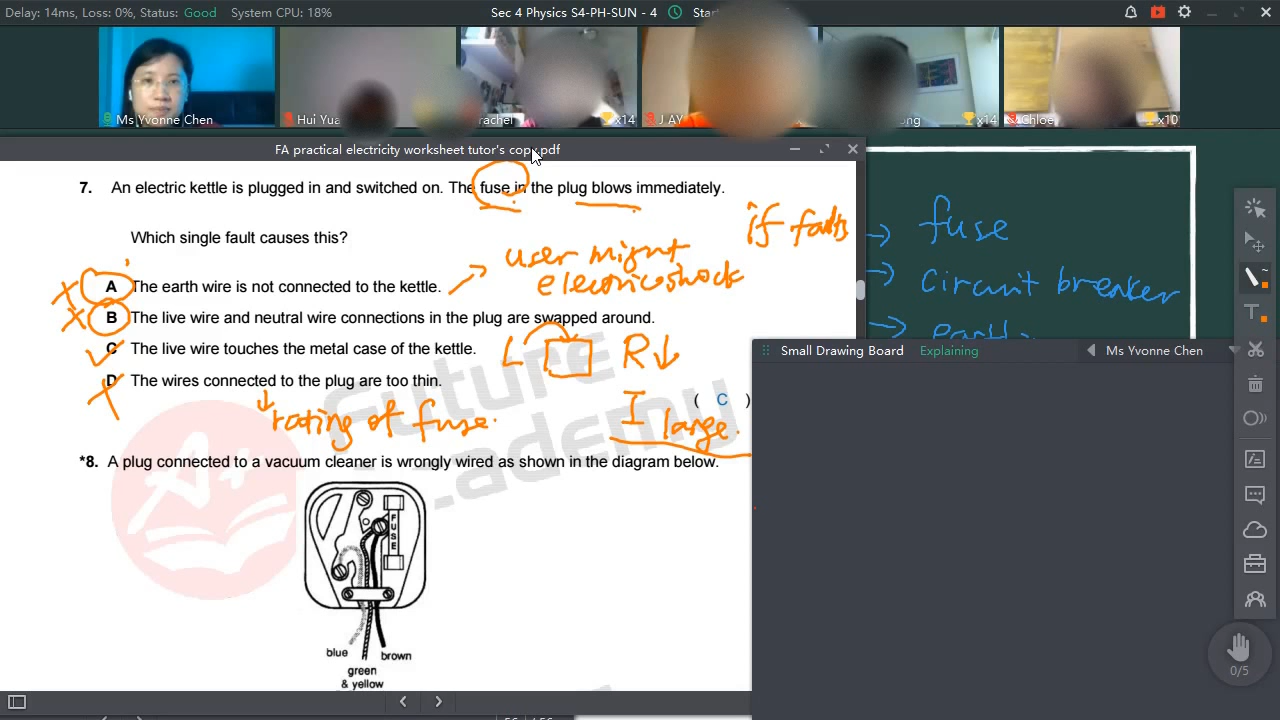 Delay: 14ms, Loss: 0%, Status: Good System CPU: 18%
Sec 4 Physics S4-PH-SUN - 4
Ms Yvonne Chen
Hui Yua
rachel
x14
J AY
ong
x14
Chloe
x10
FA practical electricity worksheet tutor's copy.pdf
7. An electric kettle is plugged in and switched on. The fuse in the plug blows immediately.
if faults
Which single fault causes this?
user might
electric shock
A The earth wire is not connected to the kettle.
B The live wire and neutral wire connections in the plug are swapped around.
C The live wire touches the metal case of the kettle.
L R↓
D The wires connected to the plug are too thin.
( C )
rating of fuse.
I large.
Future Academy
A+
*8. A plug connected to a vacuum cleaner is wrongly wired as shown in the diagram below.
FUSE
blue
brown
green
& yellow
→ fuse
→ circuit breaker
→ earth
Small Drawing Board Explaining Ms Yvonne Chen
0/5